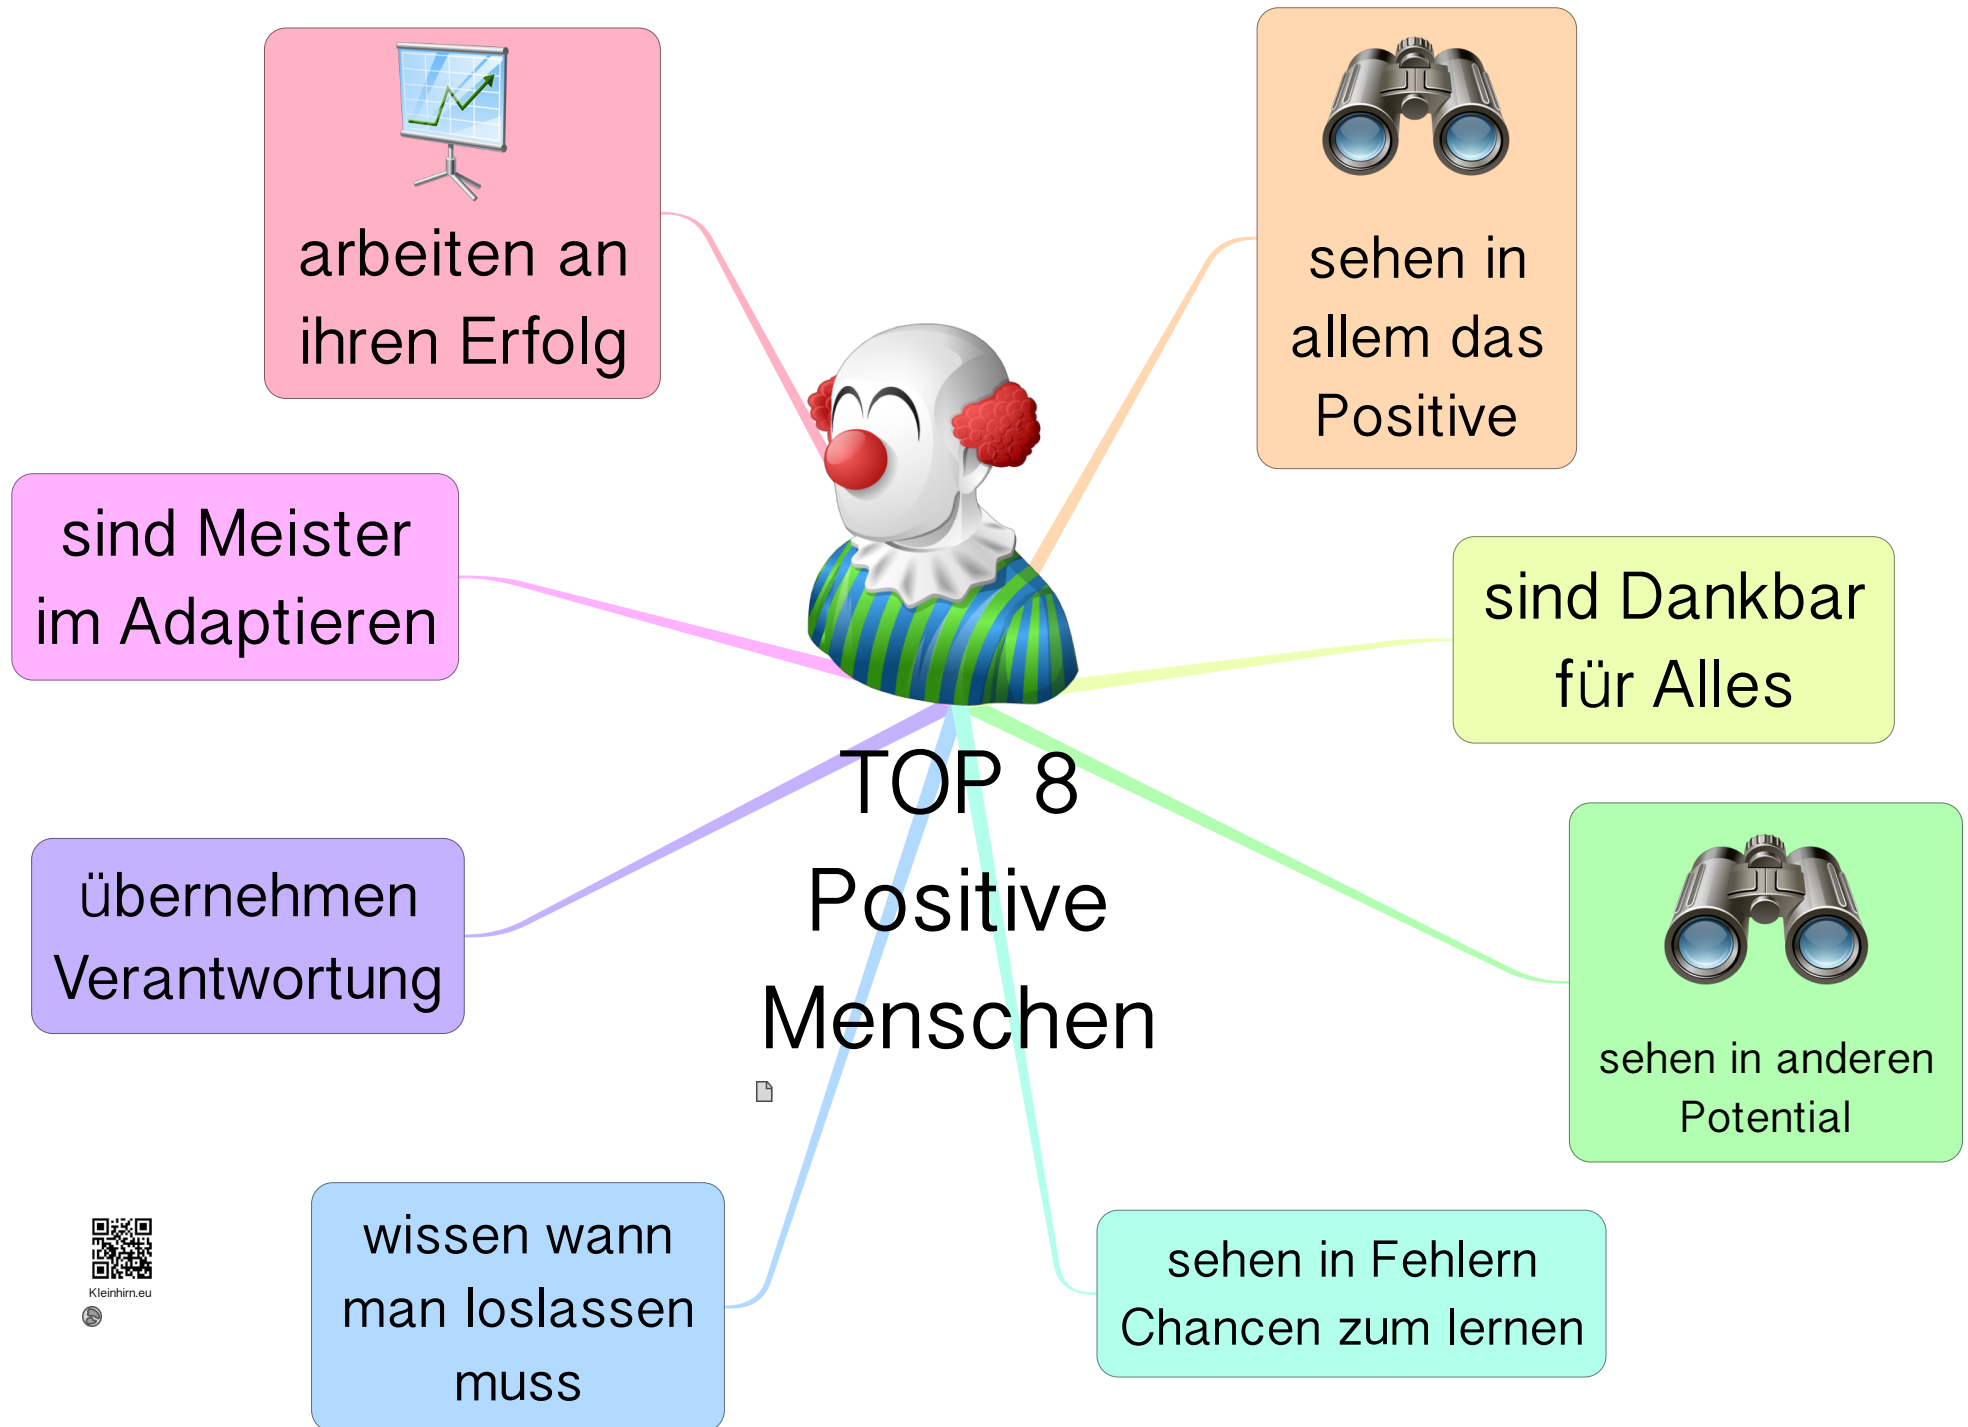 TOP 8
Positive
Menschen
sehen in
allem das
Positive
sind Dankbar
für Alles
sehen in anderen
Potential
sehen in Fehlern
Chancen zum lernen
wissen wann
man loslassen
muss
übernehmen
Verantwortung
sind Meister
im Adaptieren
arbeiten an
ihren Erfolg
Kleinhirn.eu